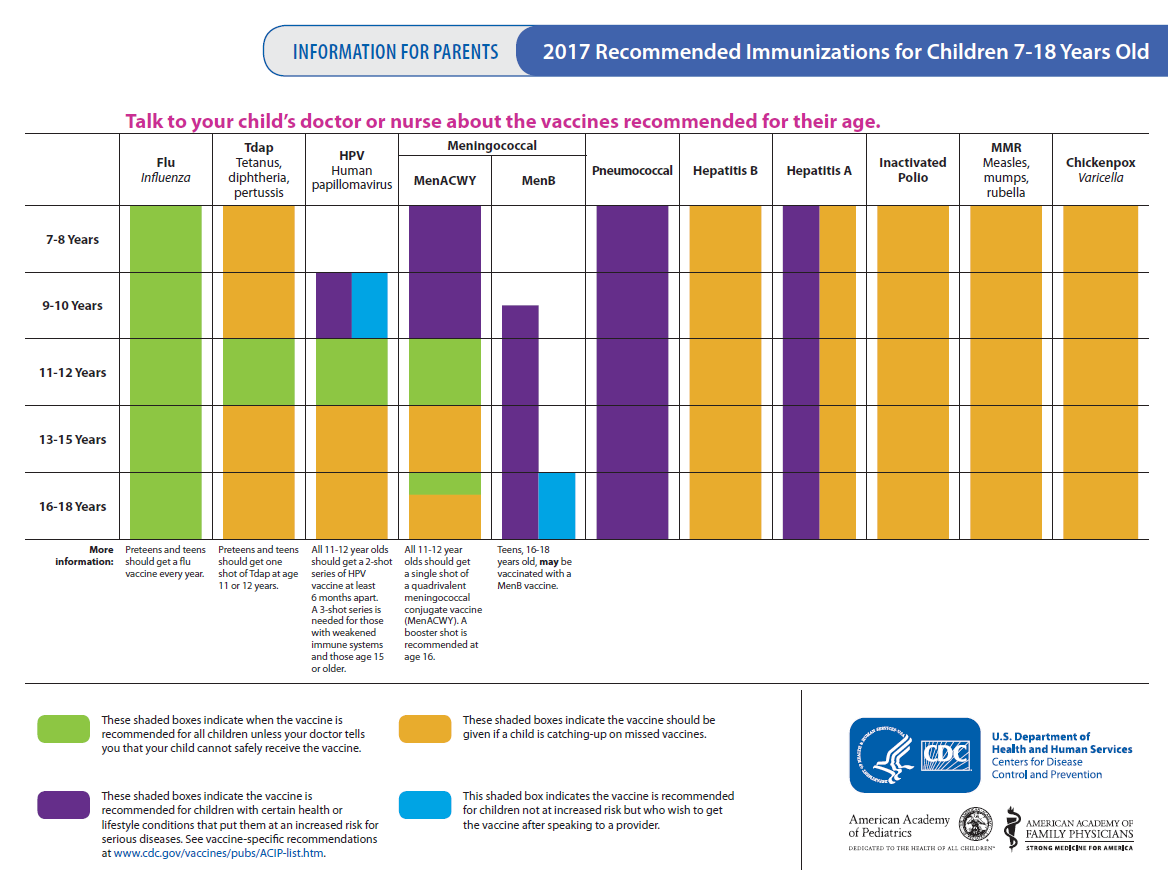 INFORMATION FOR PARENTS
2017 Recommended Immunizations for Children 7-18 Years Old
Talk to your child's doctor or nurse about the vaccines recommended for their age.
Flu
Influenza
Tdap
Tetanus,
diphtheria,
pertussis
HPV
Human
papillomavirus
Meningococcal
MenACWY
MenB
Pneumococcal
Hepatitis B
Hepatitis A
Inactivated
Polio
MMR
Measles,
mumps,
rubella
Chickenpox
Varicella
7-8 Years
9-10 Years
11-12 Years
13-15 Years
16-18 Years
More
information:
Preteens and teens
should get a flu
vaccine every year.
Preteens and teens
should get one
shot of Tdap at age
11 or 12 years.
All 11-12 year olds
should get a 2-shot
series of HPV
vaccine at least
6 months apart.
A 3-shot series is
needed for those
with weakened
immune systems
and those age 15
or older.
All 11-12 year
olds should get
a single shot of
a quadrivalent
meningococcal
conjugate vaccine
(MenACWY). A
booster shot is
recommended at
age 16.
Teens, 16-18
years old, may be
vaccinated with a
MenB vaccine.
These shaded boxes indicate when the vaccine is
recommended for all children unless your doctor tells
you that your child cannot safely receive the vaccine.
These shaded boxes indicate the vaccine should be
given if a child is catching-up on missed vaccines.
These shaded boxes indicate the vaccine is
recommended for children with certain health or
lifestyle conditions that put them at an increased risk for
serious diseases. See vaccine-specific recommendations
at www.cdc.gov/vaccines/pubs/ACIP-list.htm.
This shaded box indicates the vaccine is recommended
for children not at increased risk but who wish to get
the vaccine after speaking to a provider.
CDC
U.S. Department of
Health and Human Services
Centers for Disease
Control and Prevention
American Academy
of Pediatrics
DEDICATED TO THE HEALTH OF ALL CHILDREN
AMERICAN ACADEMY OF
FAMILY PHYSICIANS
STRONG MEDICINE FOR AMERICA